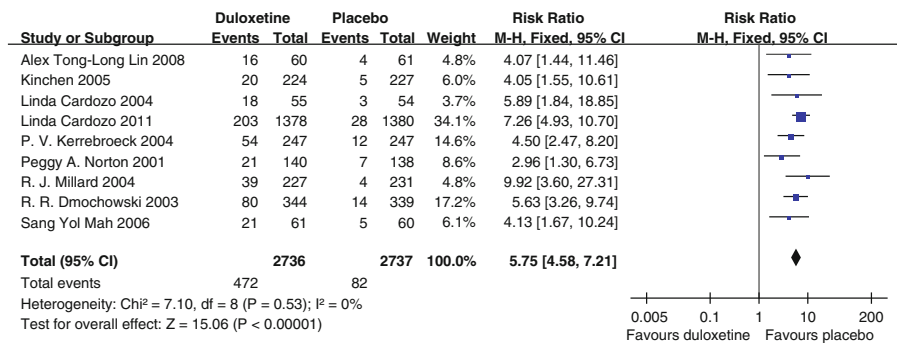 Duloxetine Placebo Risk Ratio Risk Ratio
Study or Subgroup Events Total Events Total Weight M-H, Fixed, 95% CI M-H, Fixed, 95% CI
Alex Tong-Long Lin 2008 16 60 4 61 4.8% 4.07 [1.44, 11.46]
Kinchen 2005 20 224 5 227 6.0% 4.05 [1.55, 10.61]
Linda Cardozo 2004 18 55 3 54 3.7% 5.89 [1.84, 18.85]
Linda Cardozo 2011 203 1378 28 1380 34.1% 7.26 [4.93, 10.70]
P. V. Kerrebroeck 2004 54 247 12 247 14.6% 4.50 [2.47, 8.20]
Peggy A. Norton 2001 21 140 7 138 8.6% 2.96 [1.30, 6.73]
R. J. Millard 2004 39 227 4 231 4.8% 9.92 [3.60, 27.31]
R. R. Dmochowski 2003 80 344 14 339 17.2% 5.63 [3.26, 9.74]
Sang Yol Mah 2006 21 61 5 60 6.1% 4.13 [1.67, 10.24]
Total (95% CI) 2736 2737 100.0% 5.75 [4.58, 7.21]
Total events 472 82
Heterogeneity: Chi² = 7.10, df = 8 (P = 0.53); I² = 0%
Test for overall effect: Z = 15.06 (P < 0.00001)
0.005 0.1 1 10 200
Favours duloxetine Favours placebo